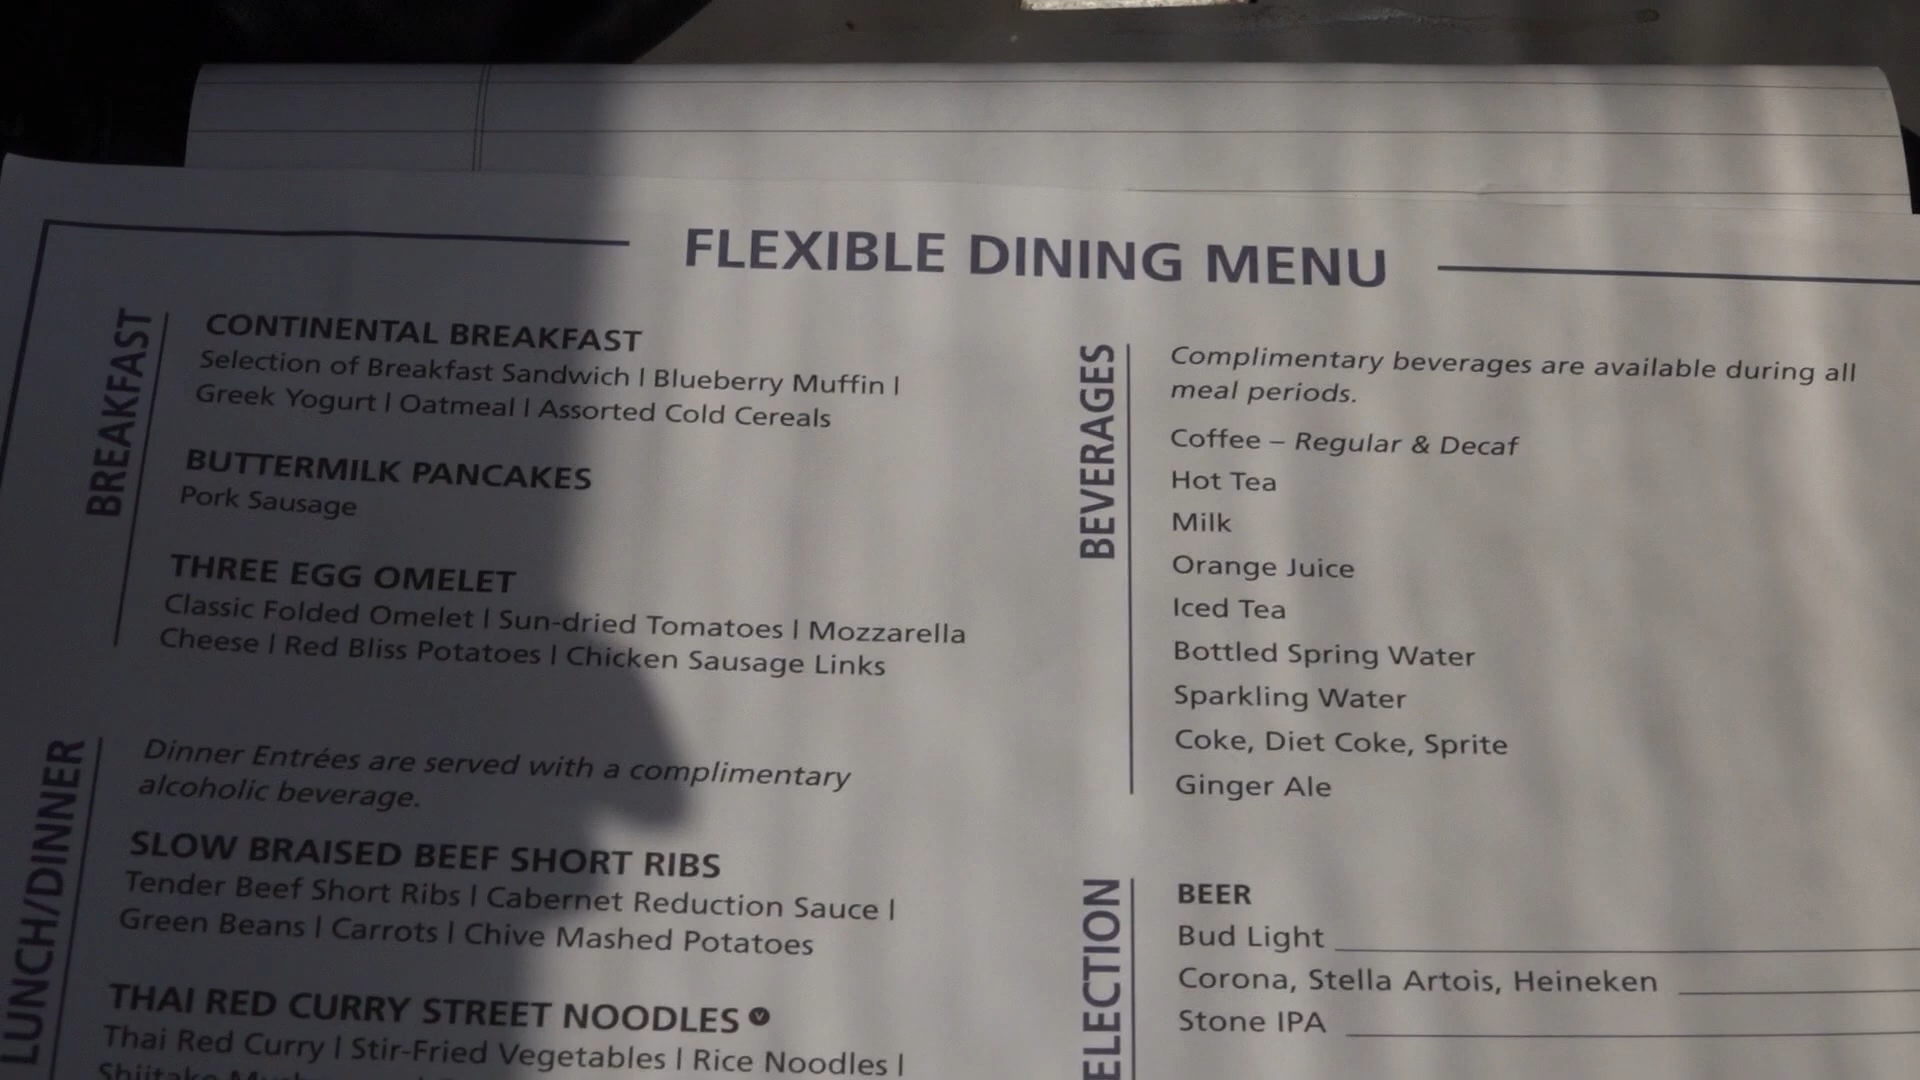 FLEXIBLE DINING MENU
BREAKFAST
CONTINENTAL BREAKFAST
Selection of Breakfast Sandwich | Blueberry Muffin |
Greek Yogurt | Oatmeal | Assorted Cold Cereals
BUTTERMILK PANCAKES
Pork Sausage
THREE EGG OMELET
Classic Folded Omelet | Sun-dried Tomatoes | Mozzarella
Cheese | Red Bliss Potatoes | Chicken Sausage Links
LUNCH/DINNER
Dinner Entrées are served with a complimentary
alcoholic beverage.
SLOW BRAISED BEEF SHORT RIBS
Tender Beef Short Ribs | Cabernet Reduction Sauce |
Green Beans | Carrots | Chive Mashed Potatoes
THAI RED CURRY STREET NOODLES V
Thai Red Curry | Stir-Fried Vegetables | Rice Noodles |
BEVERAGES
Complimentary beverages are available during all
meal periods.
Coffee – Regular & Decaf
Hot Tea
Milk
Orange Juice
Iced Tea
Bottled Spring Water
Sparkling Water
Coke, Diet Coke, Sprite
Ginger Ale
ELECTION
BEER
Bud Light
Corona, Stella Artois, Heineken
Stone IPA